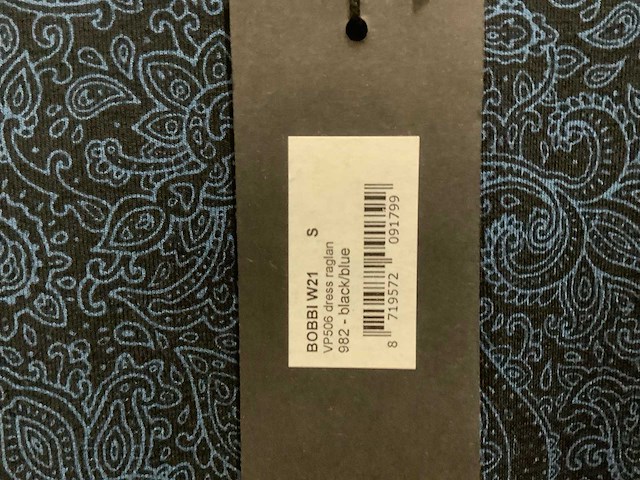 BOBBI W21 S
VP506 dress raglan
982 - black/blue
8 719572 091799